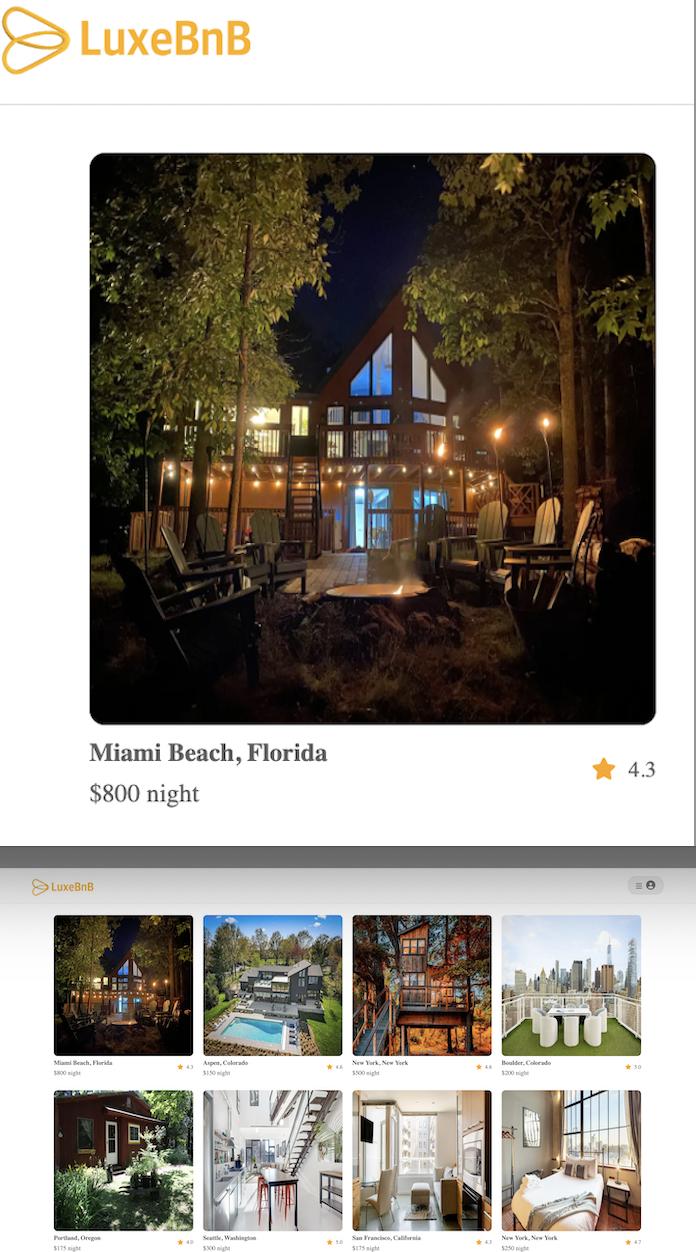 LuxeBnB
Miami Beach, Florida
4.3
$800 night
LuxeBnB
Miami Beach, Florida
4.3
$800 night
Aspen, Colorado
4.8
$150 night
New York, New York
4.8
$500 night
Boulder, Colorado
5.0
$200 night
Portland, Oregon
4.0
$175 night
Seattle, Washington
5.0
$300 night
San Francisco, California
4.3
$175 night
New York, New York
4.7
$250 night